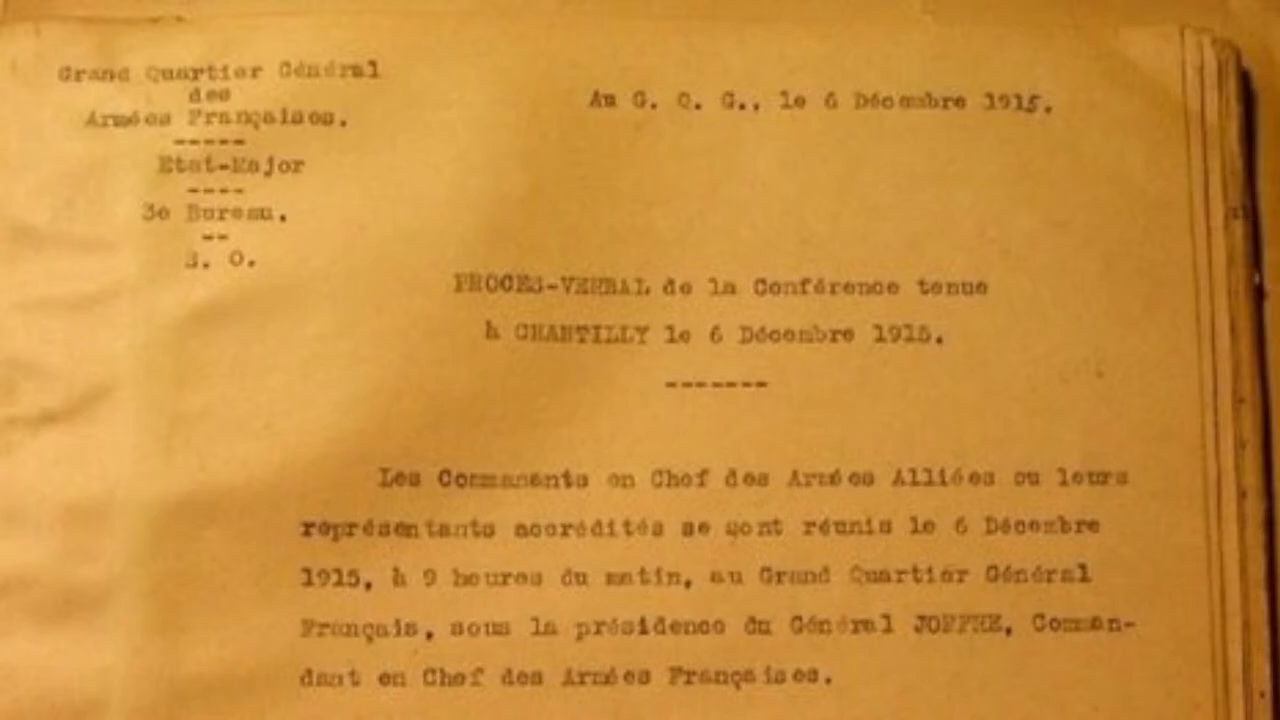 Grand Quartier Général
des
Armées Françaises.
-----
Etat-Major
----
3e Bureau.
--
S. O.
Au G. Q. G., le 6 Décembre 1915.
PROCES-VERBAL de la Conférence tenue
à CHANTILLY le 6 Décembre 1915.
-------
Les Commanants en Chef des Armées Alliées ou leurs
représentants accrédités se sont réunis le 6 Décembre
1915, à 9 heures du matin, au Grand Quartier Général
Français, sous la présidence du Général JOFFRE, Comman-
dant en Chef des Armées Françaises.